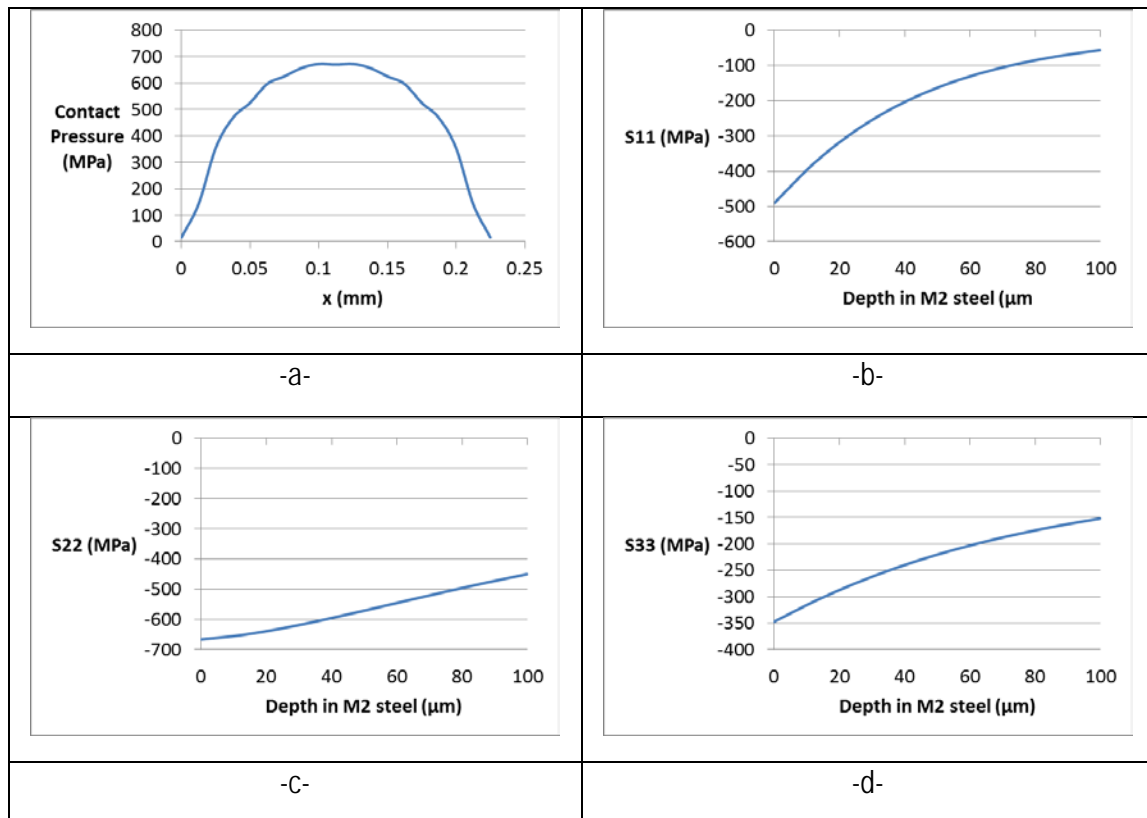 800
700
600
500
400
300
200
100
0
Contact
Pressure
(MPa)
0 0.05 0.1 0.15 0.2 0.25
x (mm)
0
-100
-200
-300
-400
-500
-600
S11 (MPa)
0 20 40 60 80 100
Depth in M2 steel (µm
-a-
-b-
0
-100
-200
-300
-400
-500
-600
-700
S22 (MPa)
0 20 40 60 80 100
Depth in M2 steel (µm)
0
-50
-100
-150
-200
-250
-300
-350
-400
S33 (MPa)
0 20 40 60 80 100
Depth in M2 steel (µm)
-c-
-d-